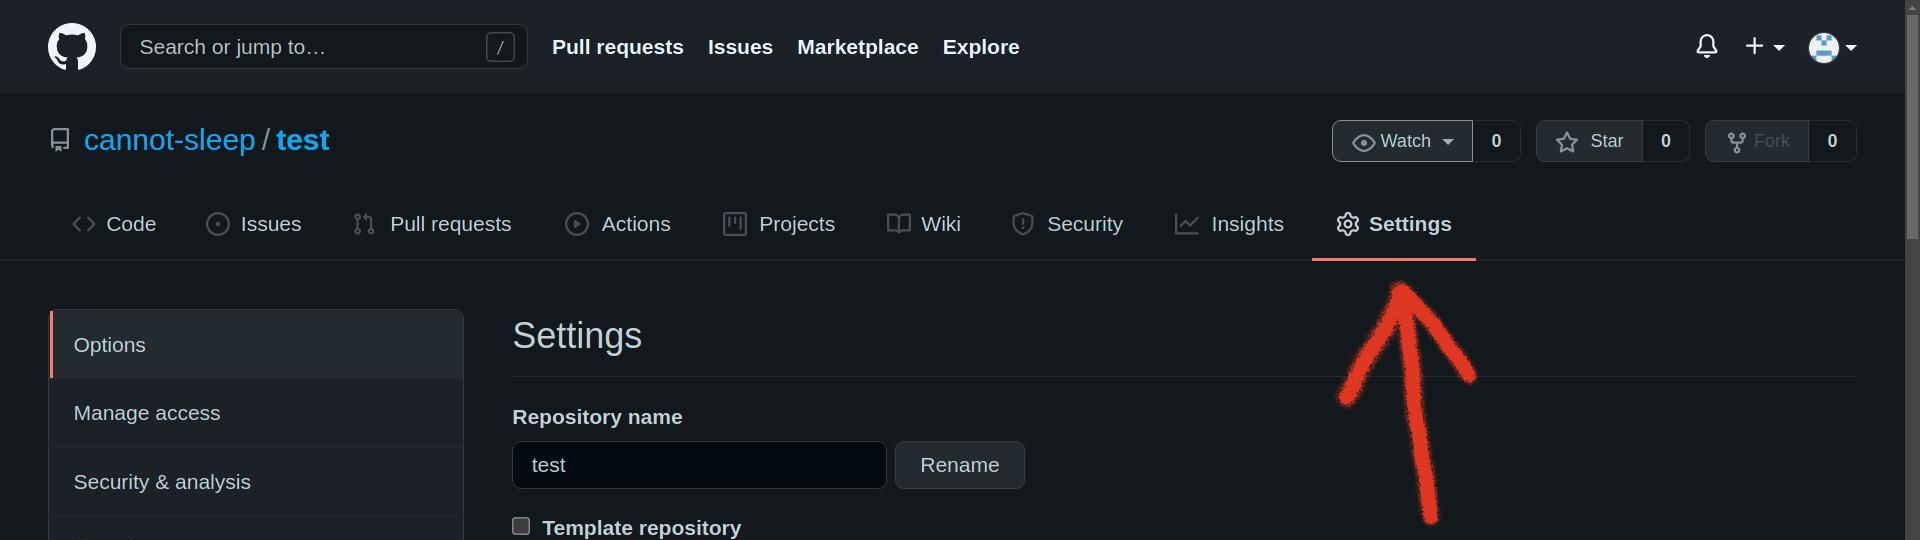 Search or jump to… /
Pull requests Issues Marketplace Explore
cannot-sleep / test
Watch 0 Star 0 Fork 0
Code Issues Pull requests Actions Projects Wiki Security Insights Settings
Options
Manage access
Security & analysis
Settings
Repository name
test Rename
Template repository